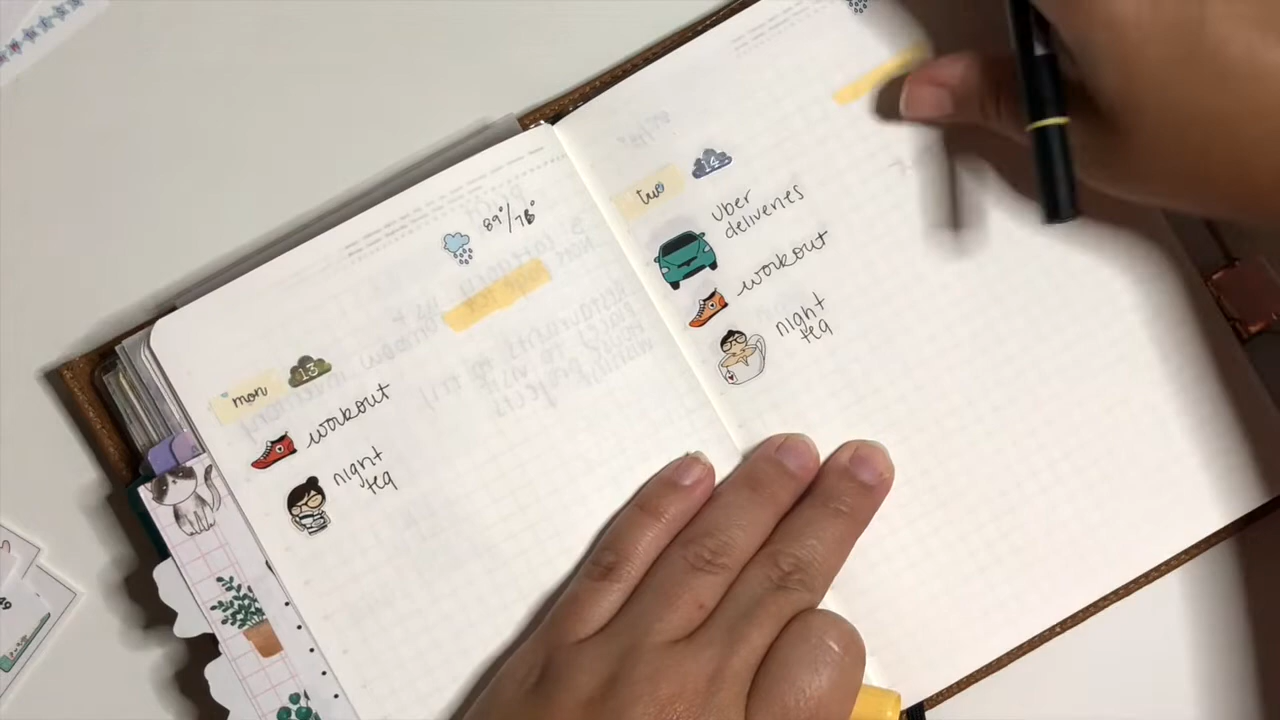 89°/76°
mon 13
workout
night
tea
tue 14
Uber
deliveries
workout
night
tea